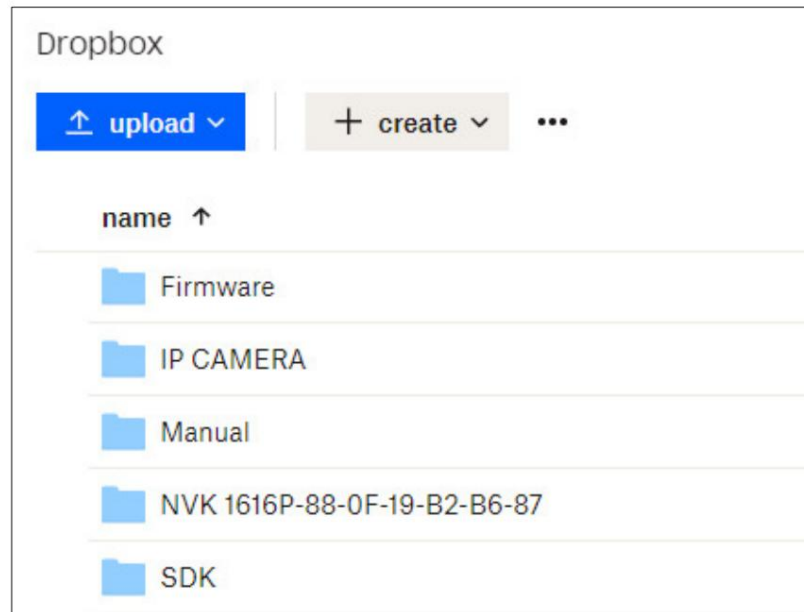 Dropbox
upload
+ create
•••
name ↑
Firmware
IP CAMERA
Manual
NVK 1616P-88-0F-19-B2-B6-87
SDK